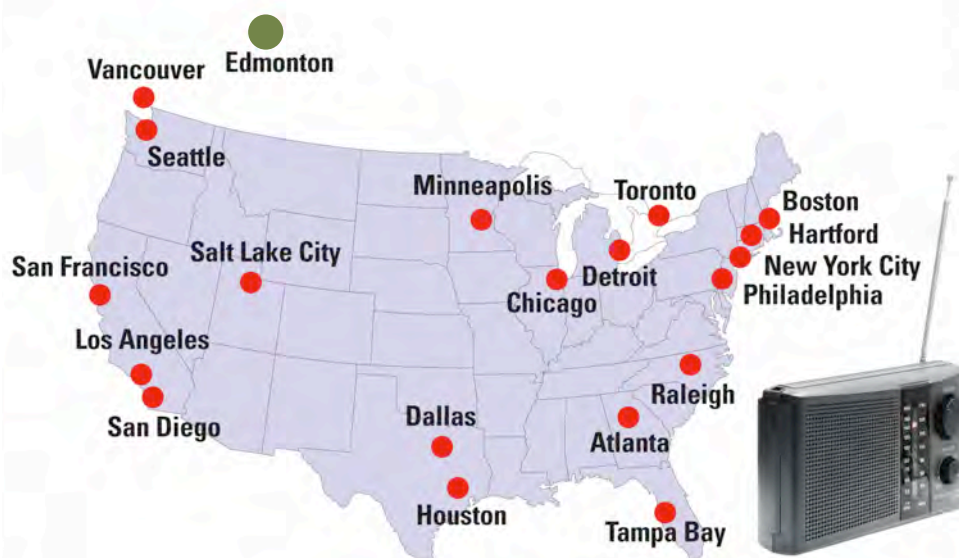 Edmonton
Vancouver
Seattle
Minneapolis
Toronto
Boston
Hartford
Salt Lake City
San Francisco
Detroit
New York City
Chicago
Philadelphia
Los Angeles
Raleigh
Dallas
San Diego
Atlanta
Houston
Tampa Bay